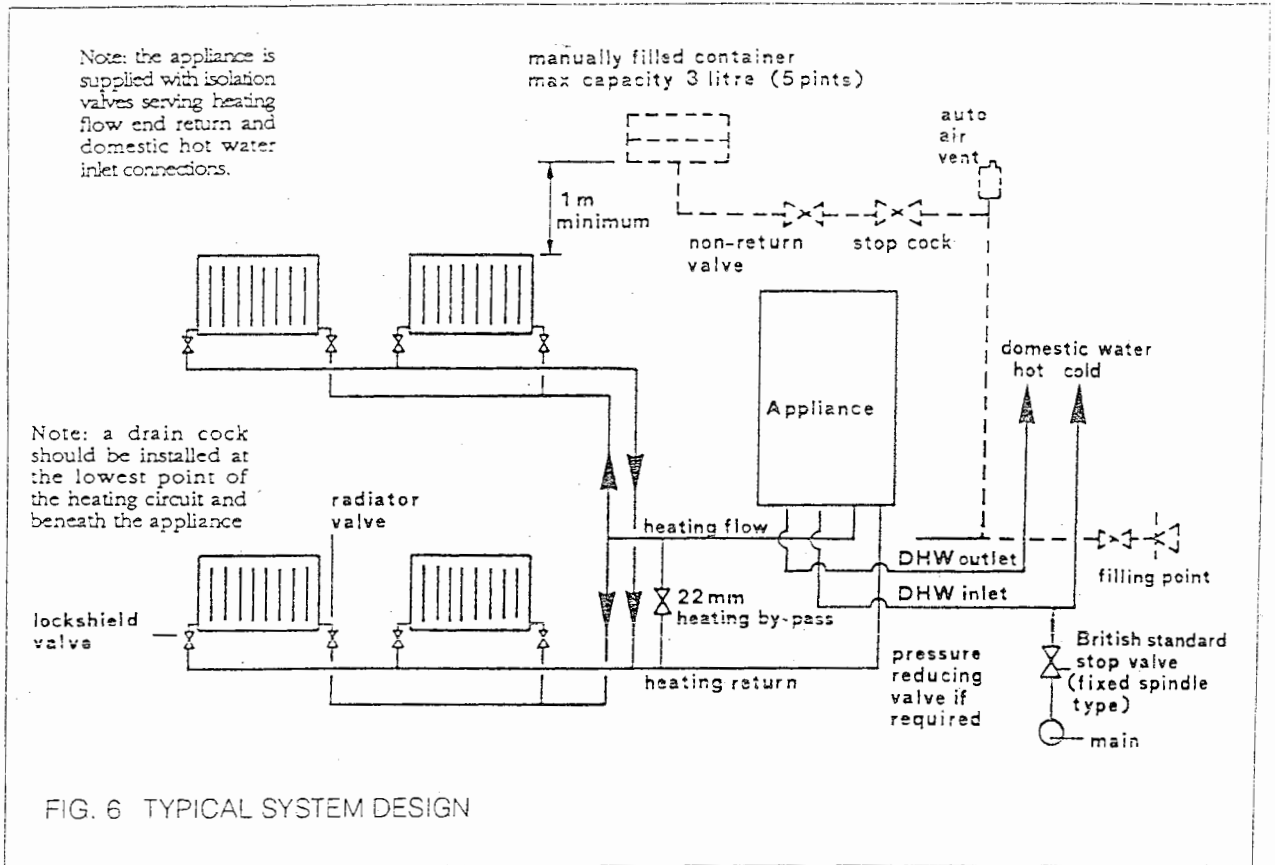 Note: the appliance is
supplied with isolation
valves serving heating
flow end return and
domestic hot water
inlet connections.
manually filled container
max capacity 3 litre (5 pints)
auto
air
vent
1m
minimum
non-return
valve
stop cock
domestic water
hot cold
Appliance
Note: a drain cock
should be installed at
the lowest point of
the heating circuit and
beneath the appliance
radiator
valve
heating flow
DHW outlet
filling point
DHW inlet
22mm
heating by-pass
lockshield
valve
British standard
stop valve
(fixed spindle
type)
pressure
reducing
valve if
required
heating return
main
FIG. 6 TYPICAL SYSTEM DESIGN